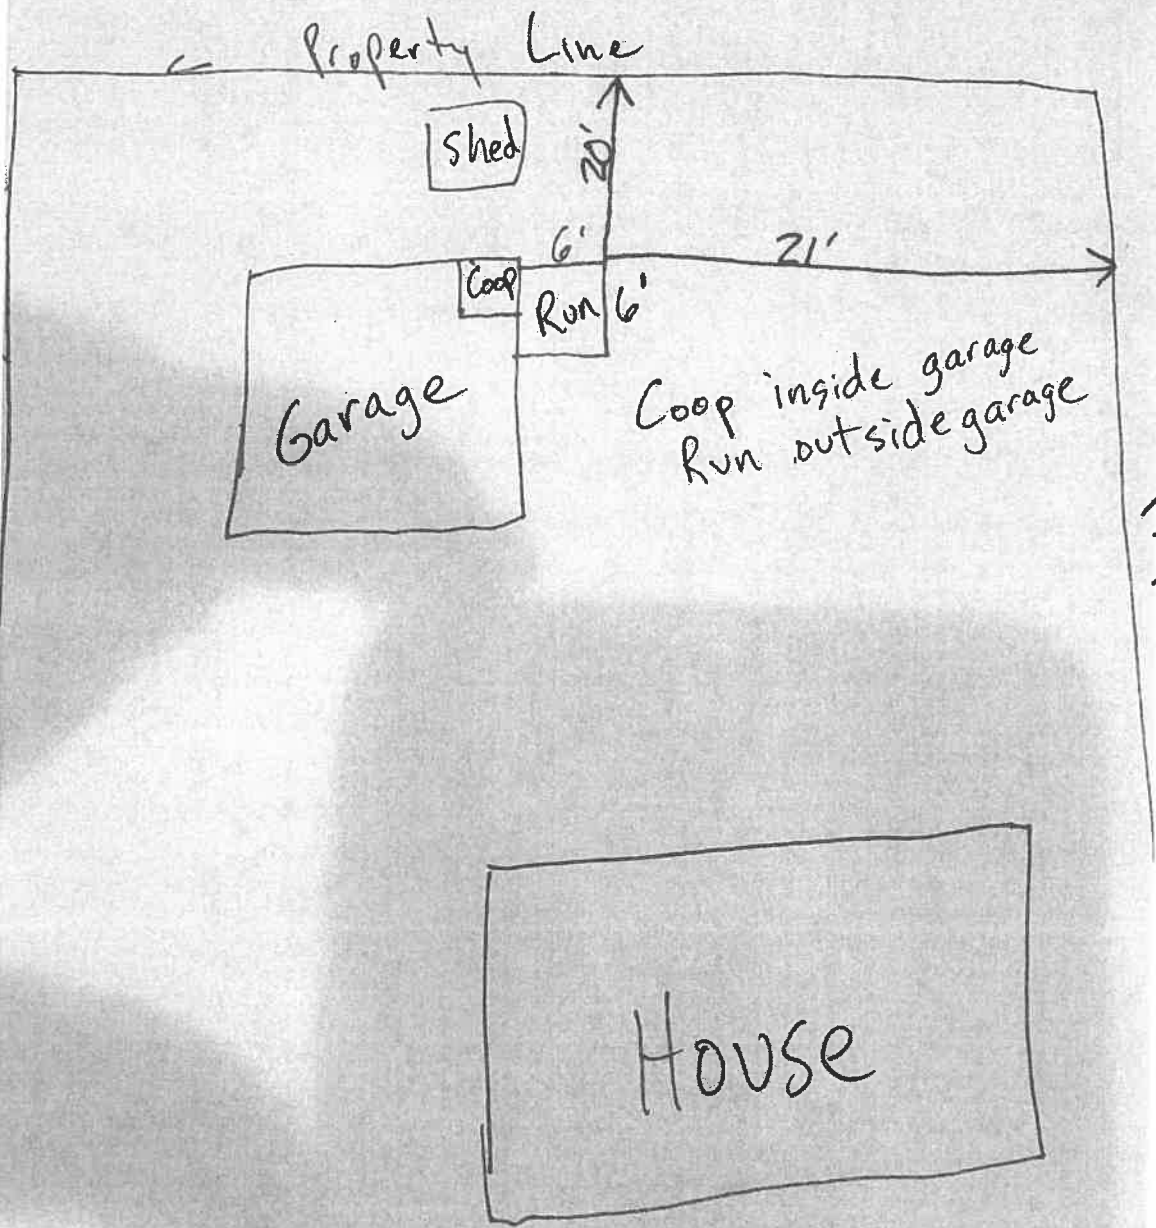 Property Line
Shed
20'
6'
21'
Coop
Run
6'
Garage
Coop inside garage
Run outside garage
House